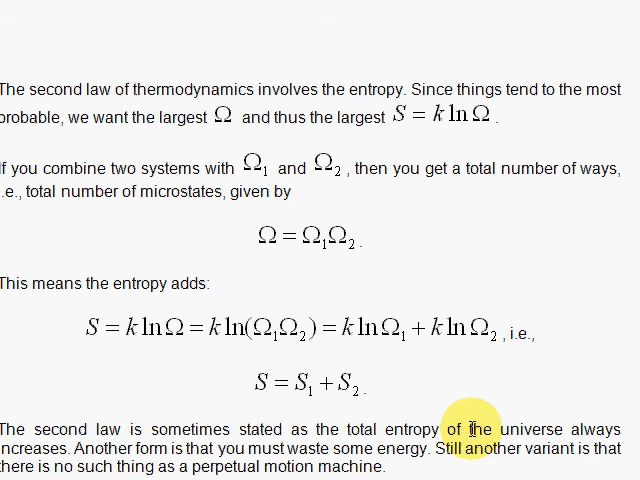 The second law of thermodynamics involves the entropy. Since things tend to the most
probable, we want the largest Ω and thus the largest S = k ln Ω .
If you combine two systems with Ω₁ and Ω₂ , then you get a total number of ways,
i.e., total number of microstates, given by
Ω = Ω₁Ω₂ .
This means the entropy adds:
S = k ln Ω = k ln(Ω₁Ω₂) = k ln Ω₁ + k ln Ω₂ , i.e.,
S = S₁ + S₂ .
The second law is sometimes stated as the total entropy of the universe always
increases. Another form is that you must waste some energy. Still another variant is that
there is no such thing as a perpetual motion machine.